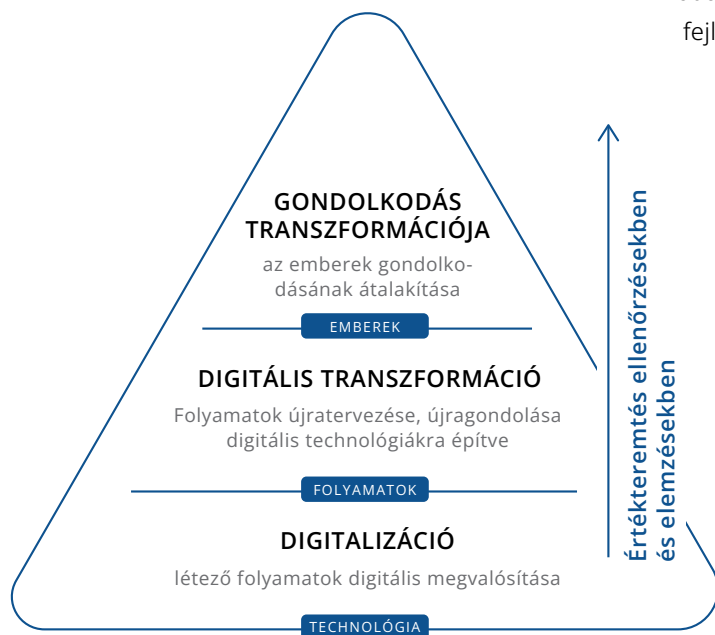 fejl
GONDOLKODÁS
TRANSZFORMÁCIÓJA
az emberek gondolko-
dásának átalakítása
EMBEREK
DIGITÁLIS TRANSZFORMÁCIÓ
Folyamatok újratervezése, újragondolása
digitális technológiákra építve
FOLYAMATOK
DIGITALIZÁCIÓ
létező folyamatok digitális megvalósítása
TECHNOLÓGIA
Értékteremtés ellenőrzésekben
és elemzésekben